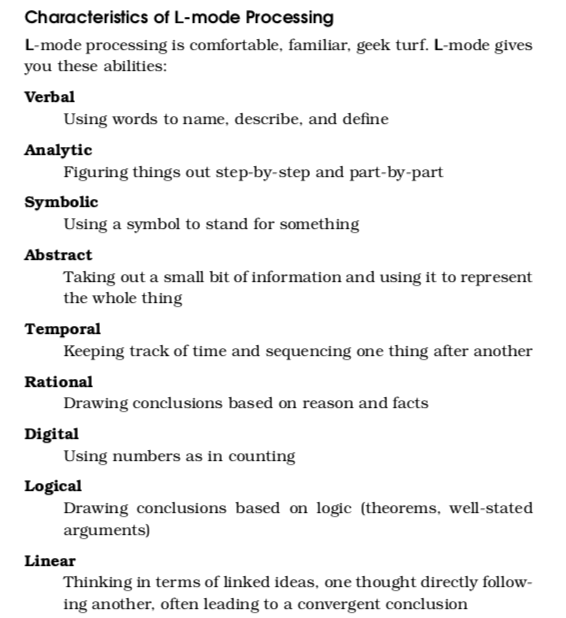 Characteristics of L-mode Processing
L-mode processing is comfortable, familiar, geek turf. L-mode gives
you these abilities:
Verbal
Using words to name, describe, and define
Analytic
Figuring things out step-by-step and part-by-part
Symbolic
Using a symbol to stand for something
Abstract
Taking out a small bit of information and using it to represent
the whole thing
Temporal
Keeping track of time and sequencing one thing after another
Rational
Drawing conclusions based on reason and facts
Digital
Using numbers as in counting
Logical
Drawing conclusions based on logic (theorems, well-stated
arguments)
Linear
Thinking in terms of linked ideas, one thought directly follow-
ing another, often leading to a convergent conclusion